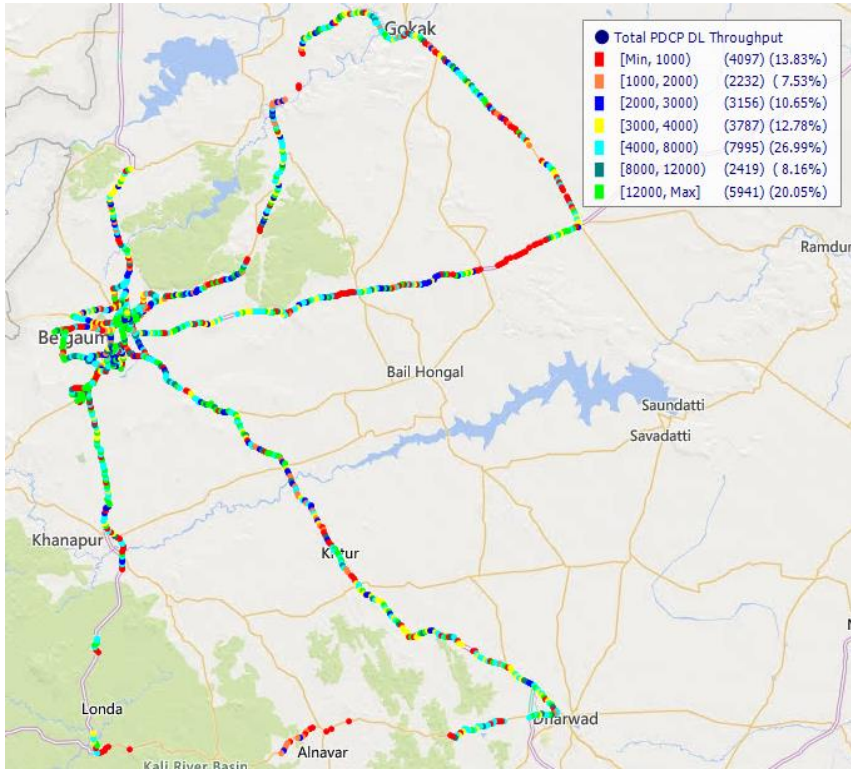 Gokak
Total PDCP DL Throughput
[Min, 1000) (4097) (13.83%)
[1000, 2000) (2232) ( 7.53%)
[2000, 3000) (3156) (10.65%)
[3000, 4000) (3787) (12.78%)
[4000, 8000) (7995) (26.99%)
[8000, 12000) (2419) ( 8.16%)
[12000, Max] (5941) (20.05%)
Ramdur
Belgaum
Bail Hongal
Saundatti
Savadatti
Khanapur
Kittur
N
Londa
Dharwad
Alnavar
Kali River Basin